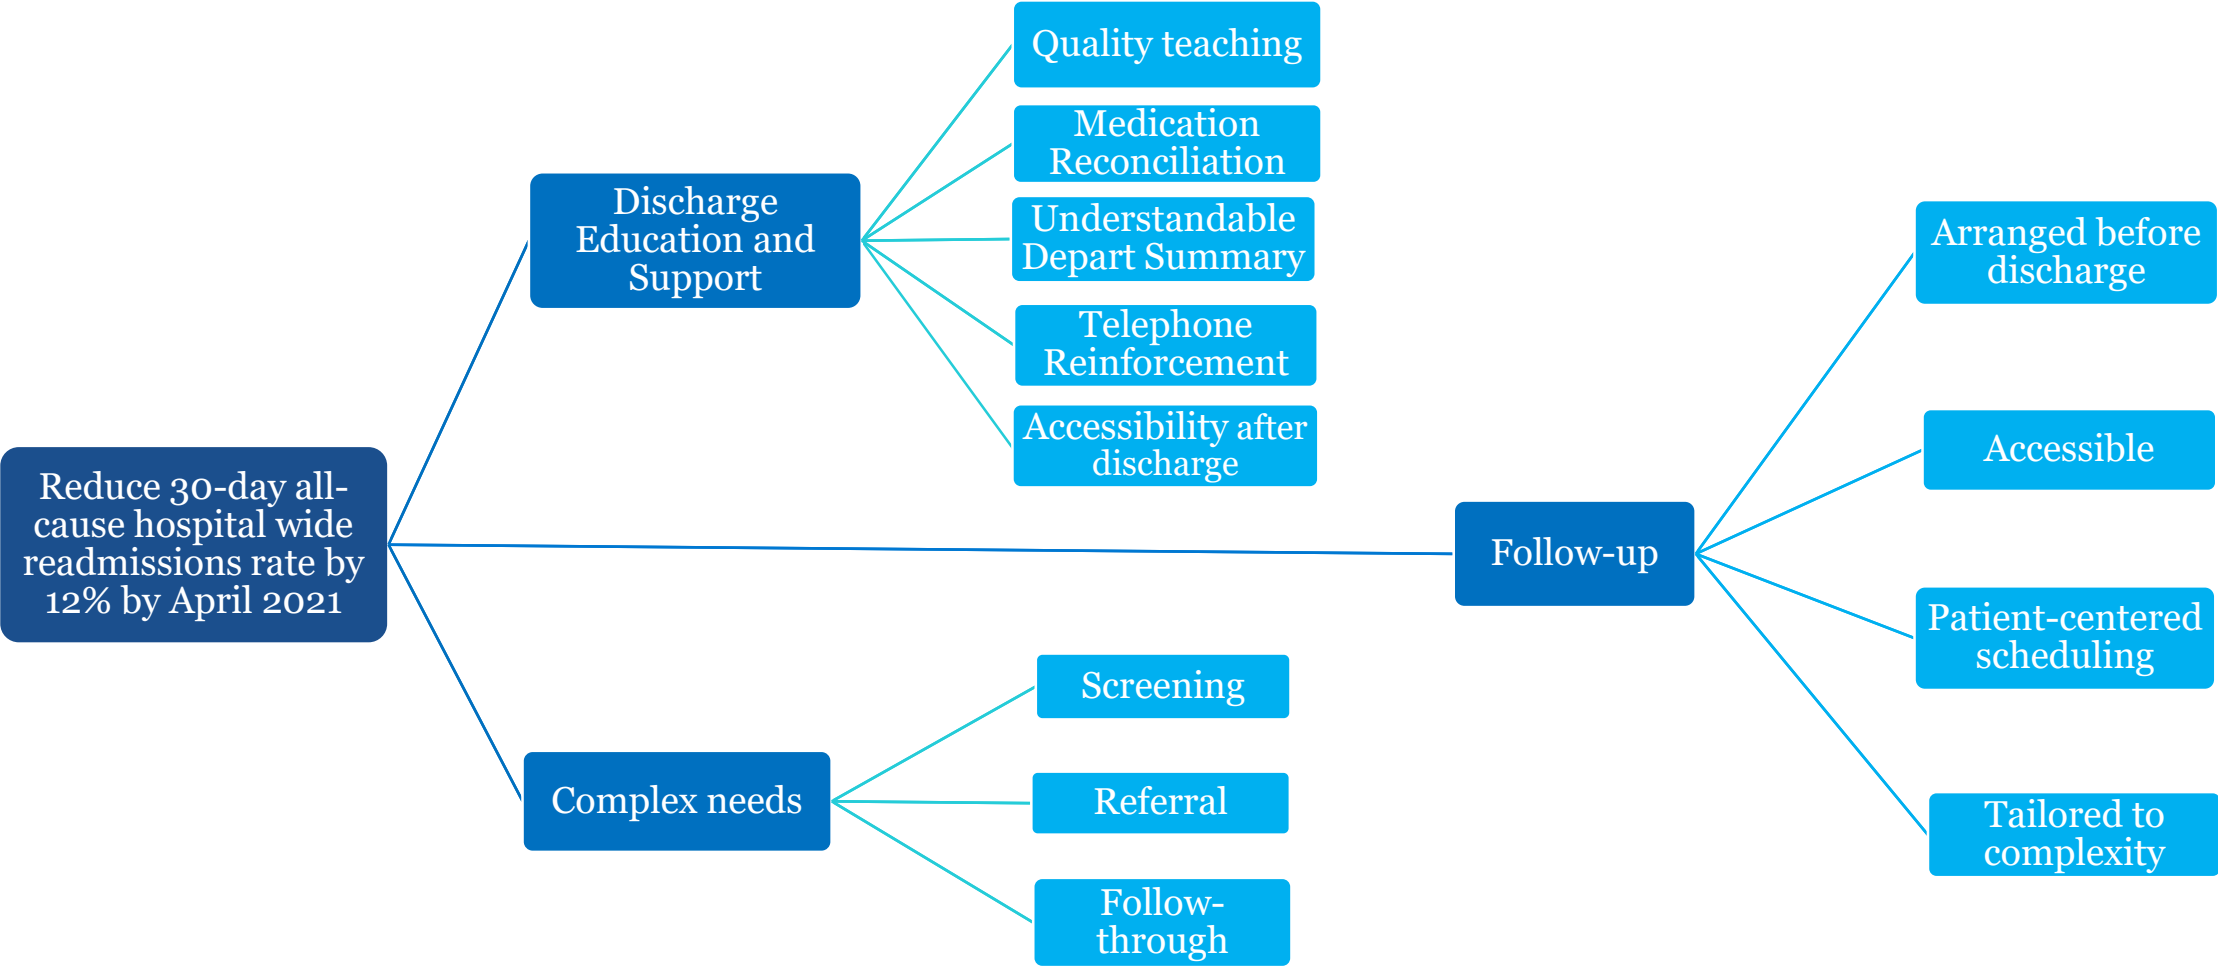 Reduce 30-day all-
cause hospital wide
readmissions rate by
12% by April 2021
Discharge
Education and
Support
Quality teaching
Medication
Reconciliation
Understandable
Depart Summary
Telephone
Reinforcement
Accessibility after
discharge
Follow-up
Arranged before
discharge
Accessible
Patient-centered
scheduling
Tailored to
complexity
Complex needs
Screening
Referral
Follow-
through